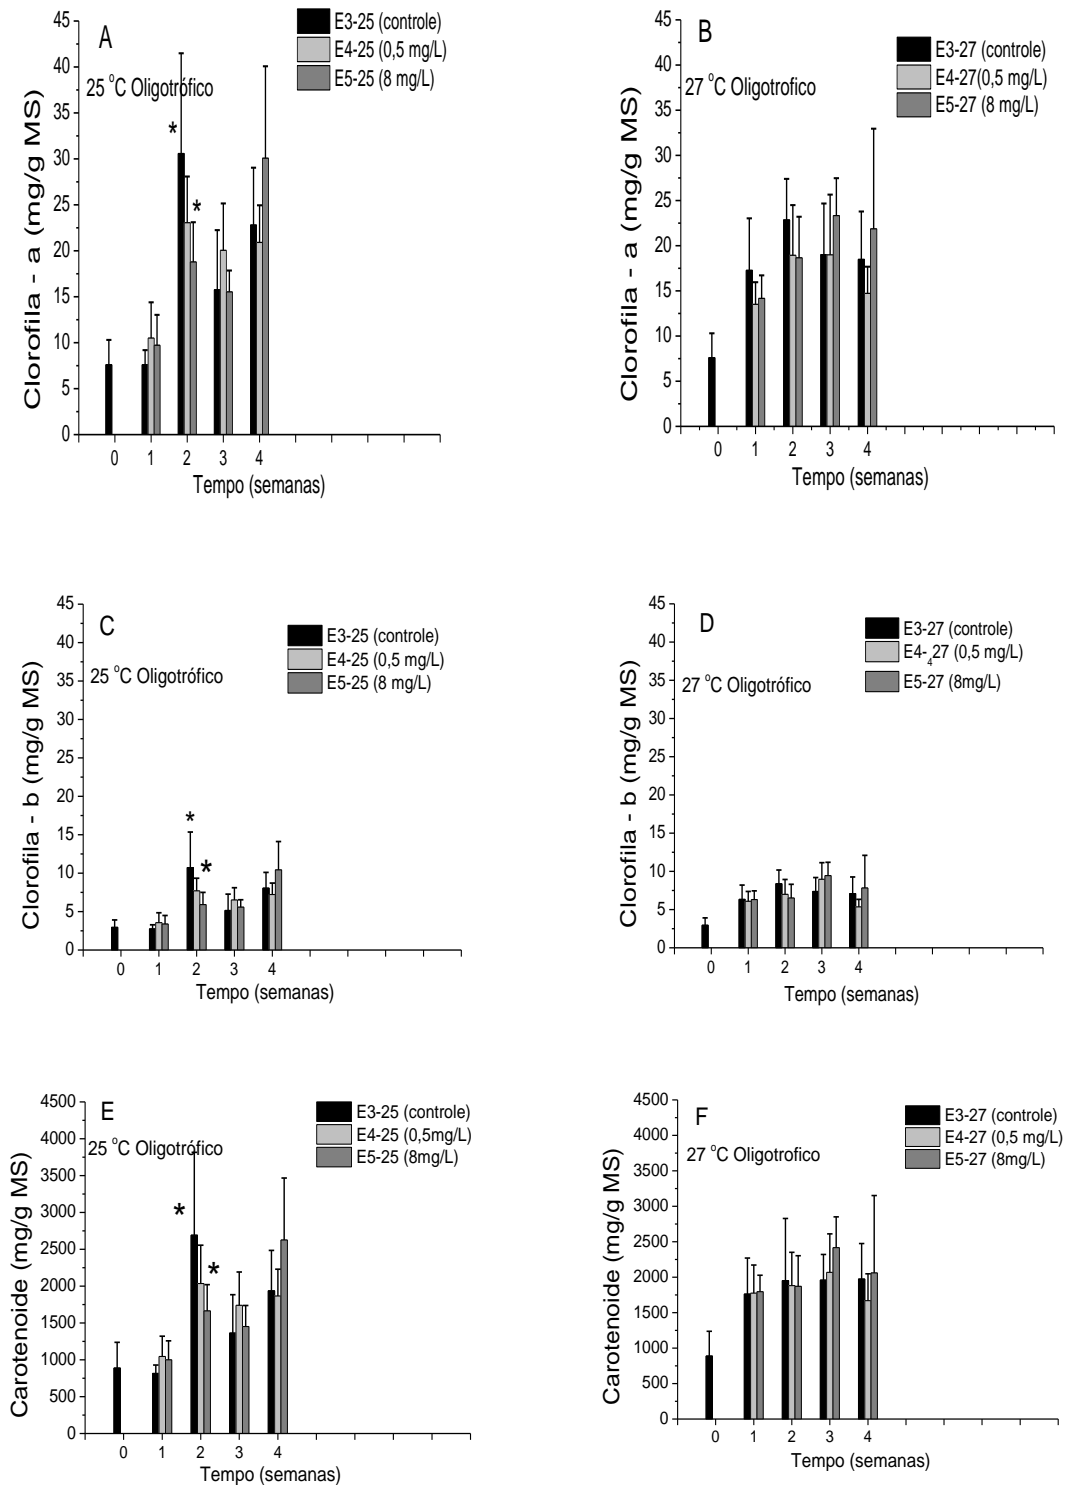 A
E3-25 (controle)
E4-25 (0,5 mg/L)
E5-25 (8 mg/L)
25 °C Oligotrófico
*
*
45
40
35
30
25
20
15
10
5
0
Clorofila - a (mg/g MS)
0 1 2 3 4
Tempo (semanas)
B
E3-27 (controle)
E4-27(0,5 mg/L)
E5-27 (8 mg/L)
27 °C Oligotrofico
45
40
35
30
25
20
15
10
5
0
Clorofila - a (mg/g MS)
0 1 2 3 4
Tempo (semanas)
C
E3-25 (controle)
E4-25 (0,5 mg/L)
E5-25 (8 mg/L)
25 °C Oligotrófico
*
*
45
40
35
30
25
20
15
10
5
0
Clorofila - b (mg/g MS)
0 1 2 3 4
Tempo (semanas)
D
E3-27 (controle)
E4-427 (0,5 mg/L)
E5-27 (8mg/L)
27 °C Oligotrófico
45
40
35
30
25
20
15
10
5
0
Clorofila - b (mg/g MS)
0 1 2 3 4
Tempo (semanas)
E
E3-25 (controle)
E4-25 (0,5mg/L)
E5-25 (8mg/L)
25 °C Oligotrófico
*
*
4500
4000
3500
3000
2500
2000
1500
1000
500
0
Carotenoide (mg/g MS)
0 1 2 3 4
Tempo (semanas)
F
E3-27 (controle)
E4-27 (0,5 mg/L)
E5-27 (8mg/L)
27 °C Oligotrofico
4500
4000
3500
3000
2500
2000
1500
1000
500
0
Carotenoide (mg/g MS)
0 1 2 3 4
Tempo (semanas)